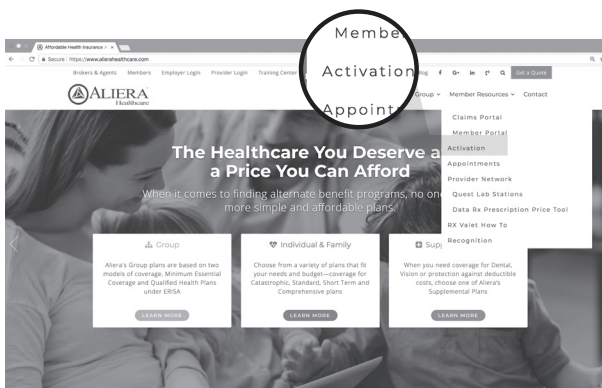 Affordable Health Insurance
Secure https://www.alierahealthcare.com
Brokers & Agents Members Employer Login Provider Login Training Center Blog Get a Quote
ALIERA
Healthcare
Group Member Resources Contact
Activation
Claims Portal
Member Portal
Activation
Appointments
Provider Network
Quest Lab Stations
Data Rx Prescription Price Tool
RX Valet How To
Recognition
The Healthcare You Deserve a
a Price You Can Afford
When it comes to finding alternate benefit programs, no one
more simple and affordable plans.
Group
Aliera's Group plans are based on two
models of coverage, Minimum Essential
Coverage and Qualified Health Plans
under ERISA
LEARN MORE
Individual & Family
Choose from a variety of plans that fit
your needs and budget—coverage for
Catastrophic, Standard, Short Term and
Comprehensive plans
LEARN MORE
When you need coverage for Dental,
Vision or protection against deductible
costs, choose one of Aliera's
Supplemental Plans
LEARN MORE